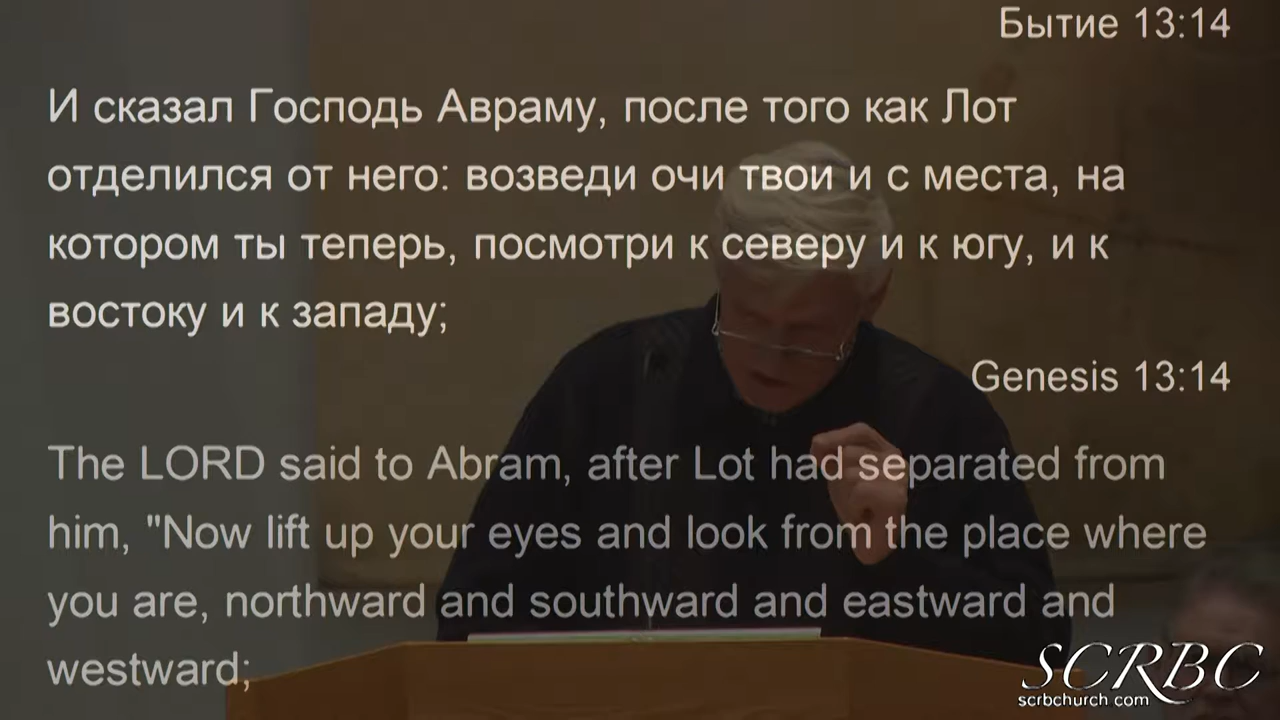 Бытие 13:14
И сказал Господь Авраму, после того как Лот
отделился от него: возведи очи твои и с места, на
котором ты теперь, посмотри к северу и к югу, и к
востоку и к западу;
Genesis 13:14
The LORD said to Abram, after Lot had separated from
him, "Now lift up your eyes and look from the place where
you are, northward and southward and eastward and
westward;
SCRBC
scrbchurch com